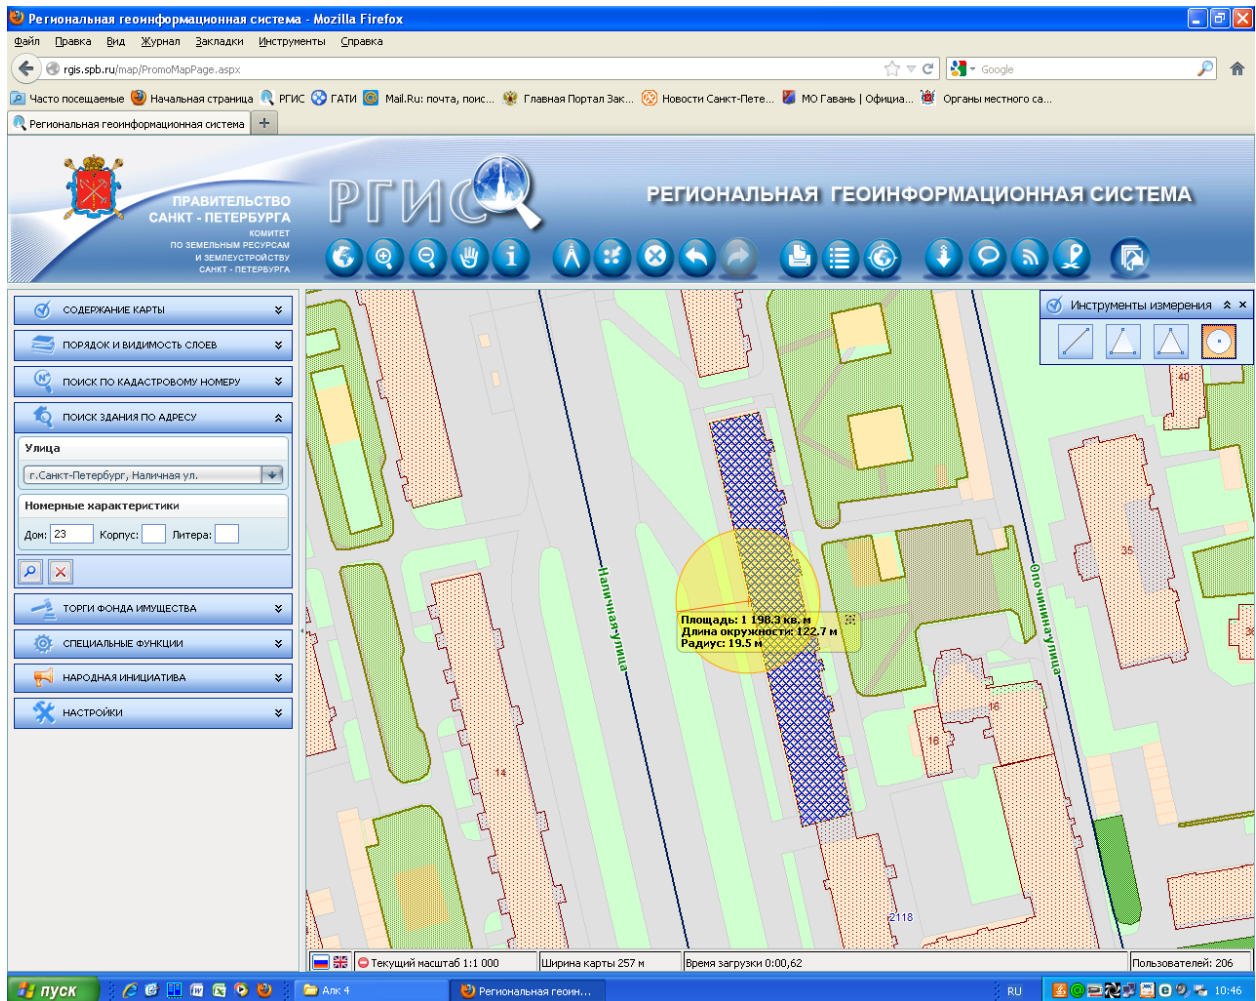 Региональная геоинформационная система - Mozilla Firefox
Файл Правка Вид Журнал Закладки Инструменты Справка
rgis.spb.ru/map/PromoMapPage.aspx
Google
Часто посещаемые Начальная страница РГИС ГАТИ Mail.Ru: почта, поис... Главная Портал Зак... Новости Санкт-Пете... МО Гавань | Официа... Органы местного са...
Региональная геоинформационная система +
ПРАВИТЕЛЬСТВО
САНКТ - ПЕТЕРБУРГА
КОМИТЕТ
ПО ЗЕМЕЛЬНЫМ РЕСУРСАМ
И ЗЕМЛЕУСТРОЙСТВУ
САНКТ - ПЕТЕРБУРГА
РГИС
РЕГИОНАЛЬНАЯ ГЕОИНФОРМАЦИОННАЯ СИСТЕМА
СОДЕРЖАНИЕ КАРТЫ
ПОРЯДОК И ВИДИМОСТЬ СЛОЕВ
ПОИСК ПО КАДАСТРОВОМУ НОМЕРУ
ПОИСК ЗДАНИЯ ПО АДРЕСУ
Улица
г.Санкт-Петербург, Наличная ул.
Номерные характеристики
Дом: 23 Корпус: Литера:
ТОРГИ ФОНДА ИМУЩЕСТВА
СПЕЦИАЛЬНЫЕ ФУНКЦИИ
НАРОДНАЯ ИНИЦИАТИВА
НАСТРОЙКИ
Инструменты измерения
40
35
Наличная улица
Опочинина улица
Площадь: 1 198.3 кв. м
Длина окружности: 122.7 м
Радиус: 19.5 м
36
16
16
14
2118
Текущий масштаб 1:1 000
Ширина карты 257 м
Время загрузки 0:00,62
Пользователей: 206
пуск
Алк 4
Региональная геоин...
RU
10:46